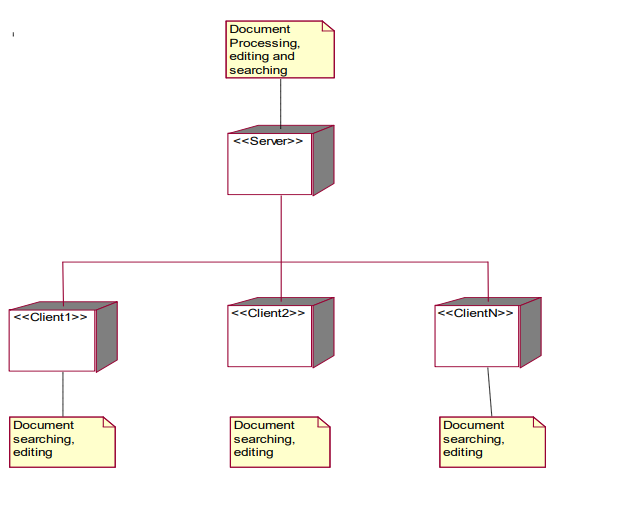 Document
Processing,
editing and
searching
<<Server>>
<<Client1>>
<<Client2>>
<<ClientN>>
Document
searching,
editing
Document
searching,
editing
Document
searching,
editing